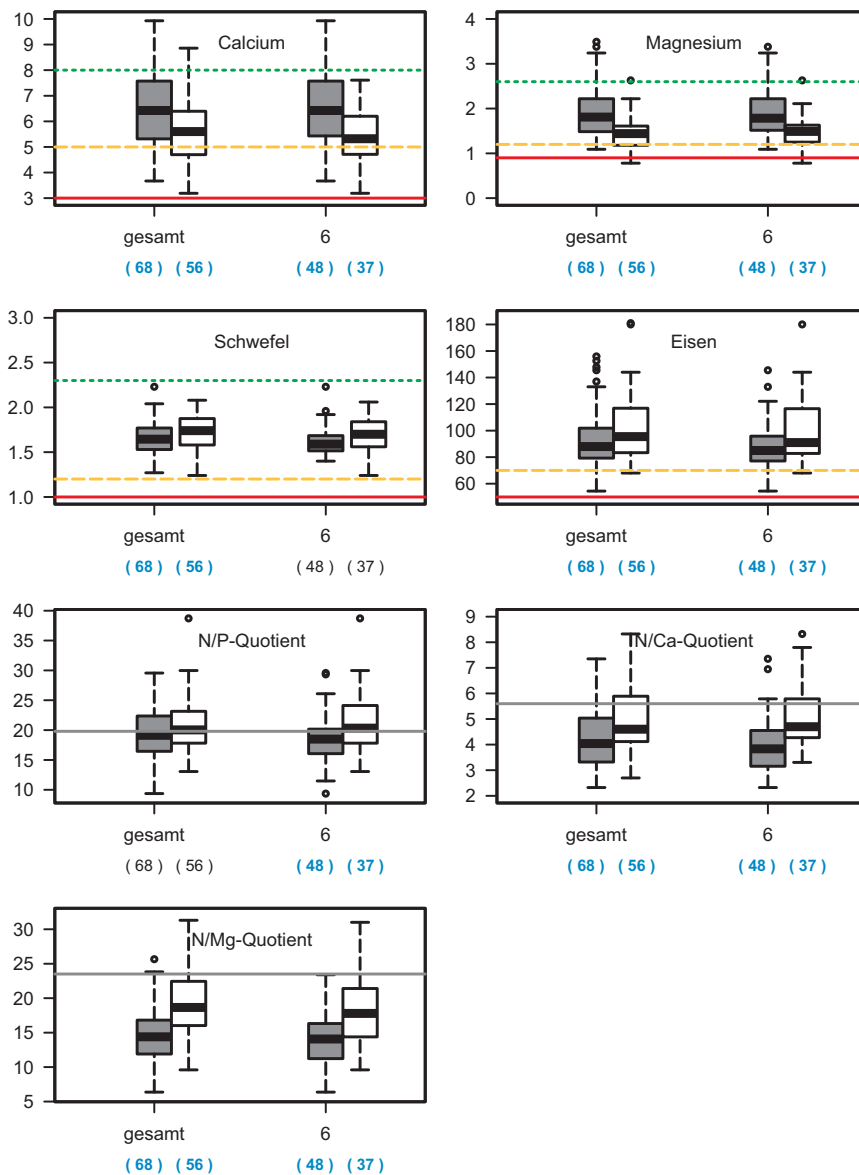 Calcium
10
9
8
7
6
5
4
3
gesamt 6
( 68 ) ( 56 ) ( 48 ) ( 37 )
Magnesium
4
3
2
1
0
gesamt 6
( 68 ) ( 56 ) ( 48 ) ( 37 )
Schwefel
3.0
2.5
2.0
1.5
1.0
gesamt 6
( 68 ) ( 56 ) ( 48 ) ( 37 )
Eisen
180
160
140
120
100
80
60
gesamt 6
( 68 ) ( 56 ) ( 48 ) ( 37 )
N/P-Quotient
40
35
30
25
20
15
10
gesamt 6
( 68 ) ( 56 ) ( 48 ) ( 37 )
N/Ca-Quotient
9
8
7
6
5
4
3
2
gesamt 6
( 68 ) ( 56 ) ( 48 ) ( 37 )
N/Mg-Quotient
30
25
20
15
10
5
gesamt 6
( 68 ) ( 56 ) ( 48 ) ( 37 )